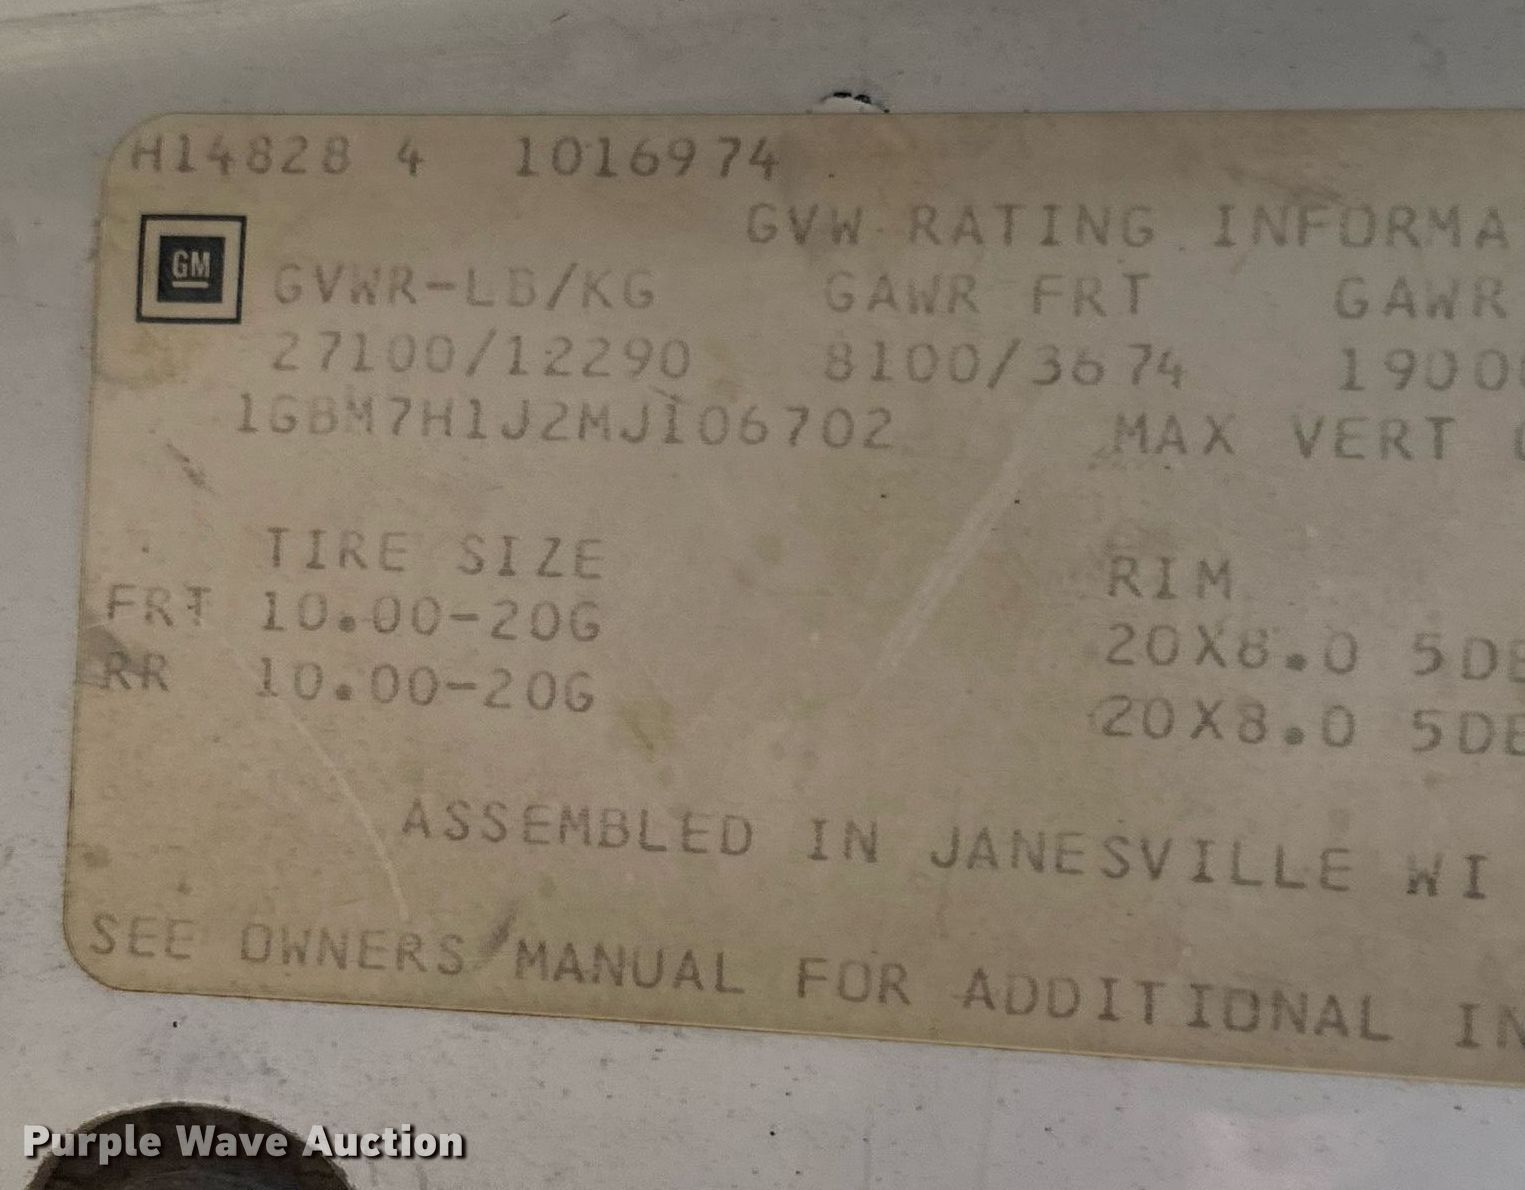 H14828 4 1016974
GVW RATING INFORMA
GM
GVWR-LB/KG GAWR FRT GAWR
27100/12290 8100/3674 1900
1GBM7H1J2MJ106702 MAX VERT
TIRE SIZE RIM
FRT 10.00-20G 20X8.0 5DE
RR 10.00-20G 20X8.0 5DE
ASSEMBLED IN JANESVILLE WI
SEE OWNERS MANUAL FOR ADDITIONAL IN
Purple Wave Auction